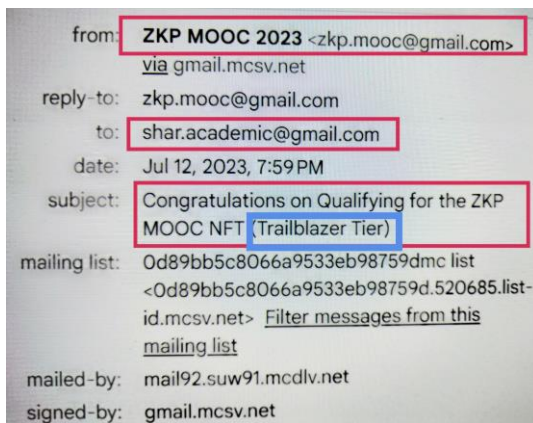 from: ZKP MOOC 2023 <zkp.mooc@gmail.com>
via gmail.mcsv.net
reply-to: zkp.mooc@gmail.com
to: shar.academic@gmail.com
date: Jul 12, 2023, 7:59 PM
subject: Congratulations on Qualifying for the ZKP
MOOC NFT (Trailblazer Tier)
mailing list: 0d89bb5c8066a9533eb98759dmc list
<0d89bb5c8066a9533eb98759d.520685.list-
id.mcsv.net> Filter messages from this
mailing list
mailed-by: mail92.suw91.mcdlv.net
signed-by: gmail.mcsv.net